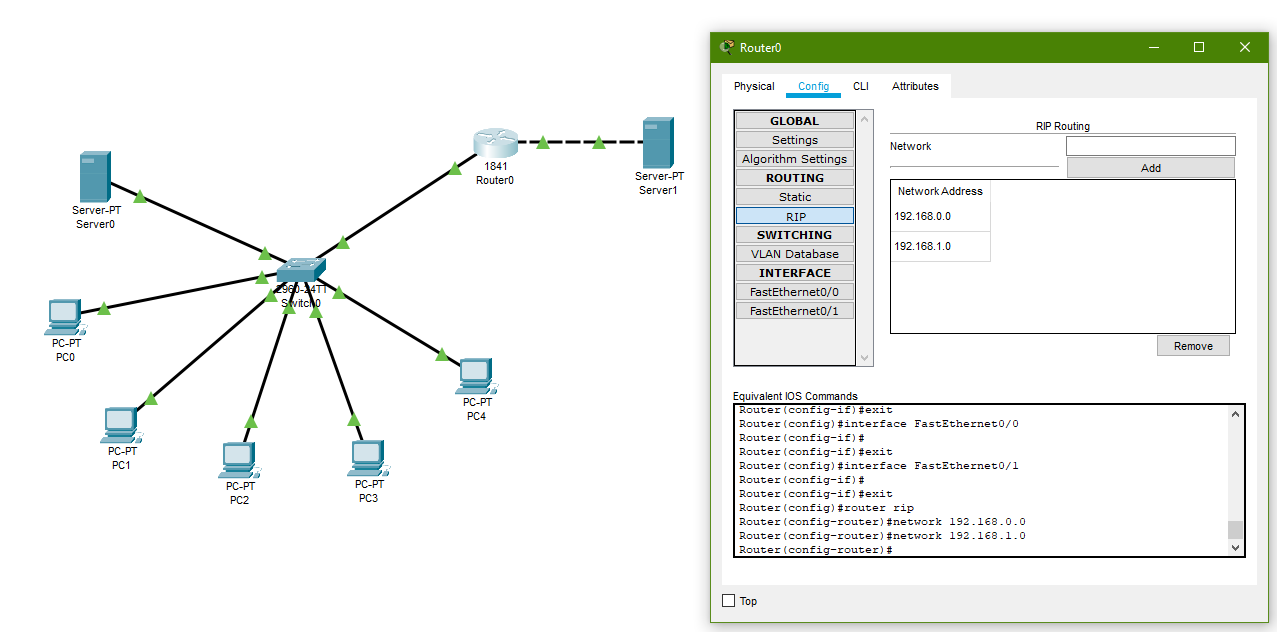 Server-PT
Server0
PC-PT
PC0
PC-PT
PC1
PC-PT
PC2
PC-PT
PC3
PC-PT
PC4
2960-24TT
Switch0
1841
Router0
Server-PT
Server1
Router0
Physical Config CLI Attributes
GLOBAL
Settings
Algorithm Settings
ROUTING
Static
RIP
SWITCHING
VLAN Database
INTERFACE
FastEthernet0/0
FastEthernet0/1
RIP Routing
Network
Add
Network Address
192.168.0.0
192.168.1.0
Remove
Equivalent IOS Commands
Router(config-if)#exit
Router(config)#interface FastEthernet0/0
Router(config-if)#
Router(config-if)#exit
Router(config)#interface FastEthernet0/1
Router(config-if)#
Router(config-if)#exit
Router(config)#router rip
Router(config-router)#network 192.168.0.0
Router(config-router)#network 192.168.1.0
Router(config-router)#
Top